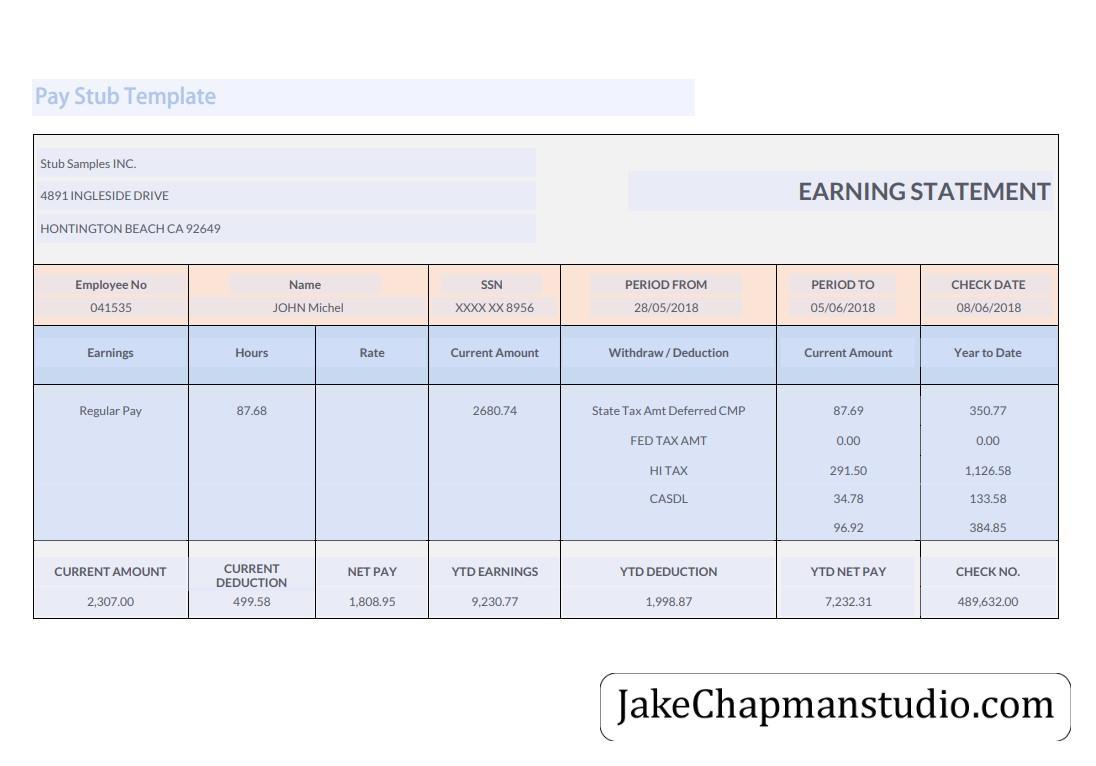 Pay Stub Template
Stub Samples INC.
4891 INGLESIDE DRIVE
EARNING STATEMENT
HONTINGTON BEACH CA 92649
Employee No Name SSN PERIOD FROM PERIOD TO CHECK DATE
041535 JOHN Michel XXXX XX 8956 28/05/2018 05/06/2018 08/06/2018
Earnings Hours Rate Current Amount Withdraw / Deduction Current Amount Year to Date
Regular Pay 87.68 2680.74 State Tax Amt Deferred CMP 87.69 350.77
FED TAX AMT 0.00 0.00
HI TAX 291.50 1,126.58
CASDL 34.78 133.58
96.92 384.85
CURRENT AMOUNT CURRENT DEDUCTION NET PAY YTD EARNINGS YTD DEDUCTION YTD NET PAY CHECK NO.
2,307.00 499.58 1,808.95 9,230.77 1,998.87 7,232.31 489,632.00
JakeChapmanstudio.com